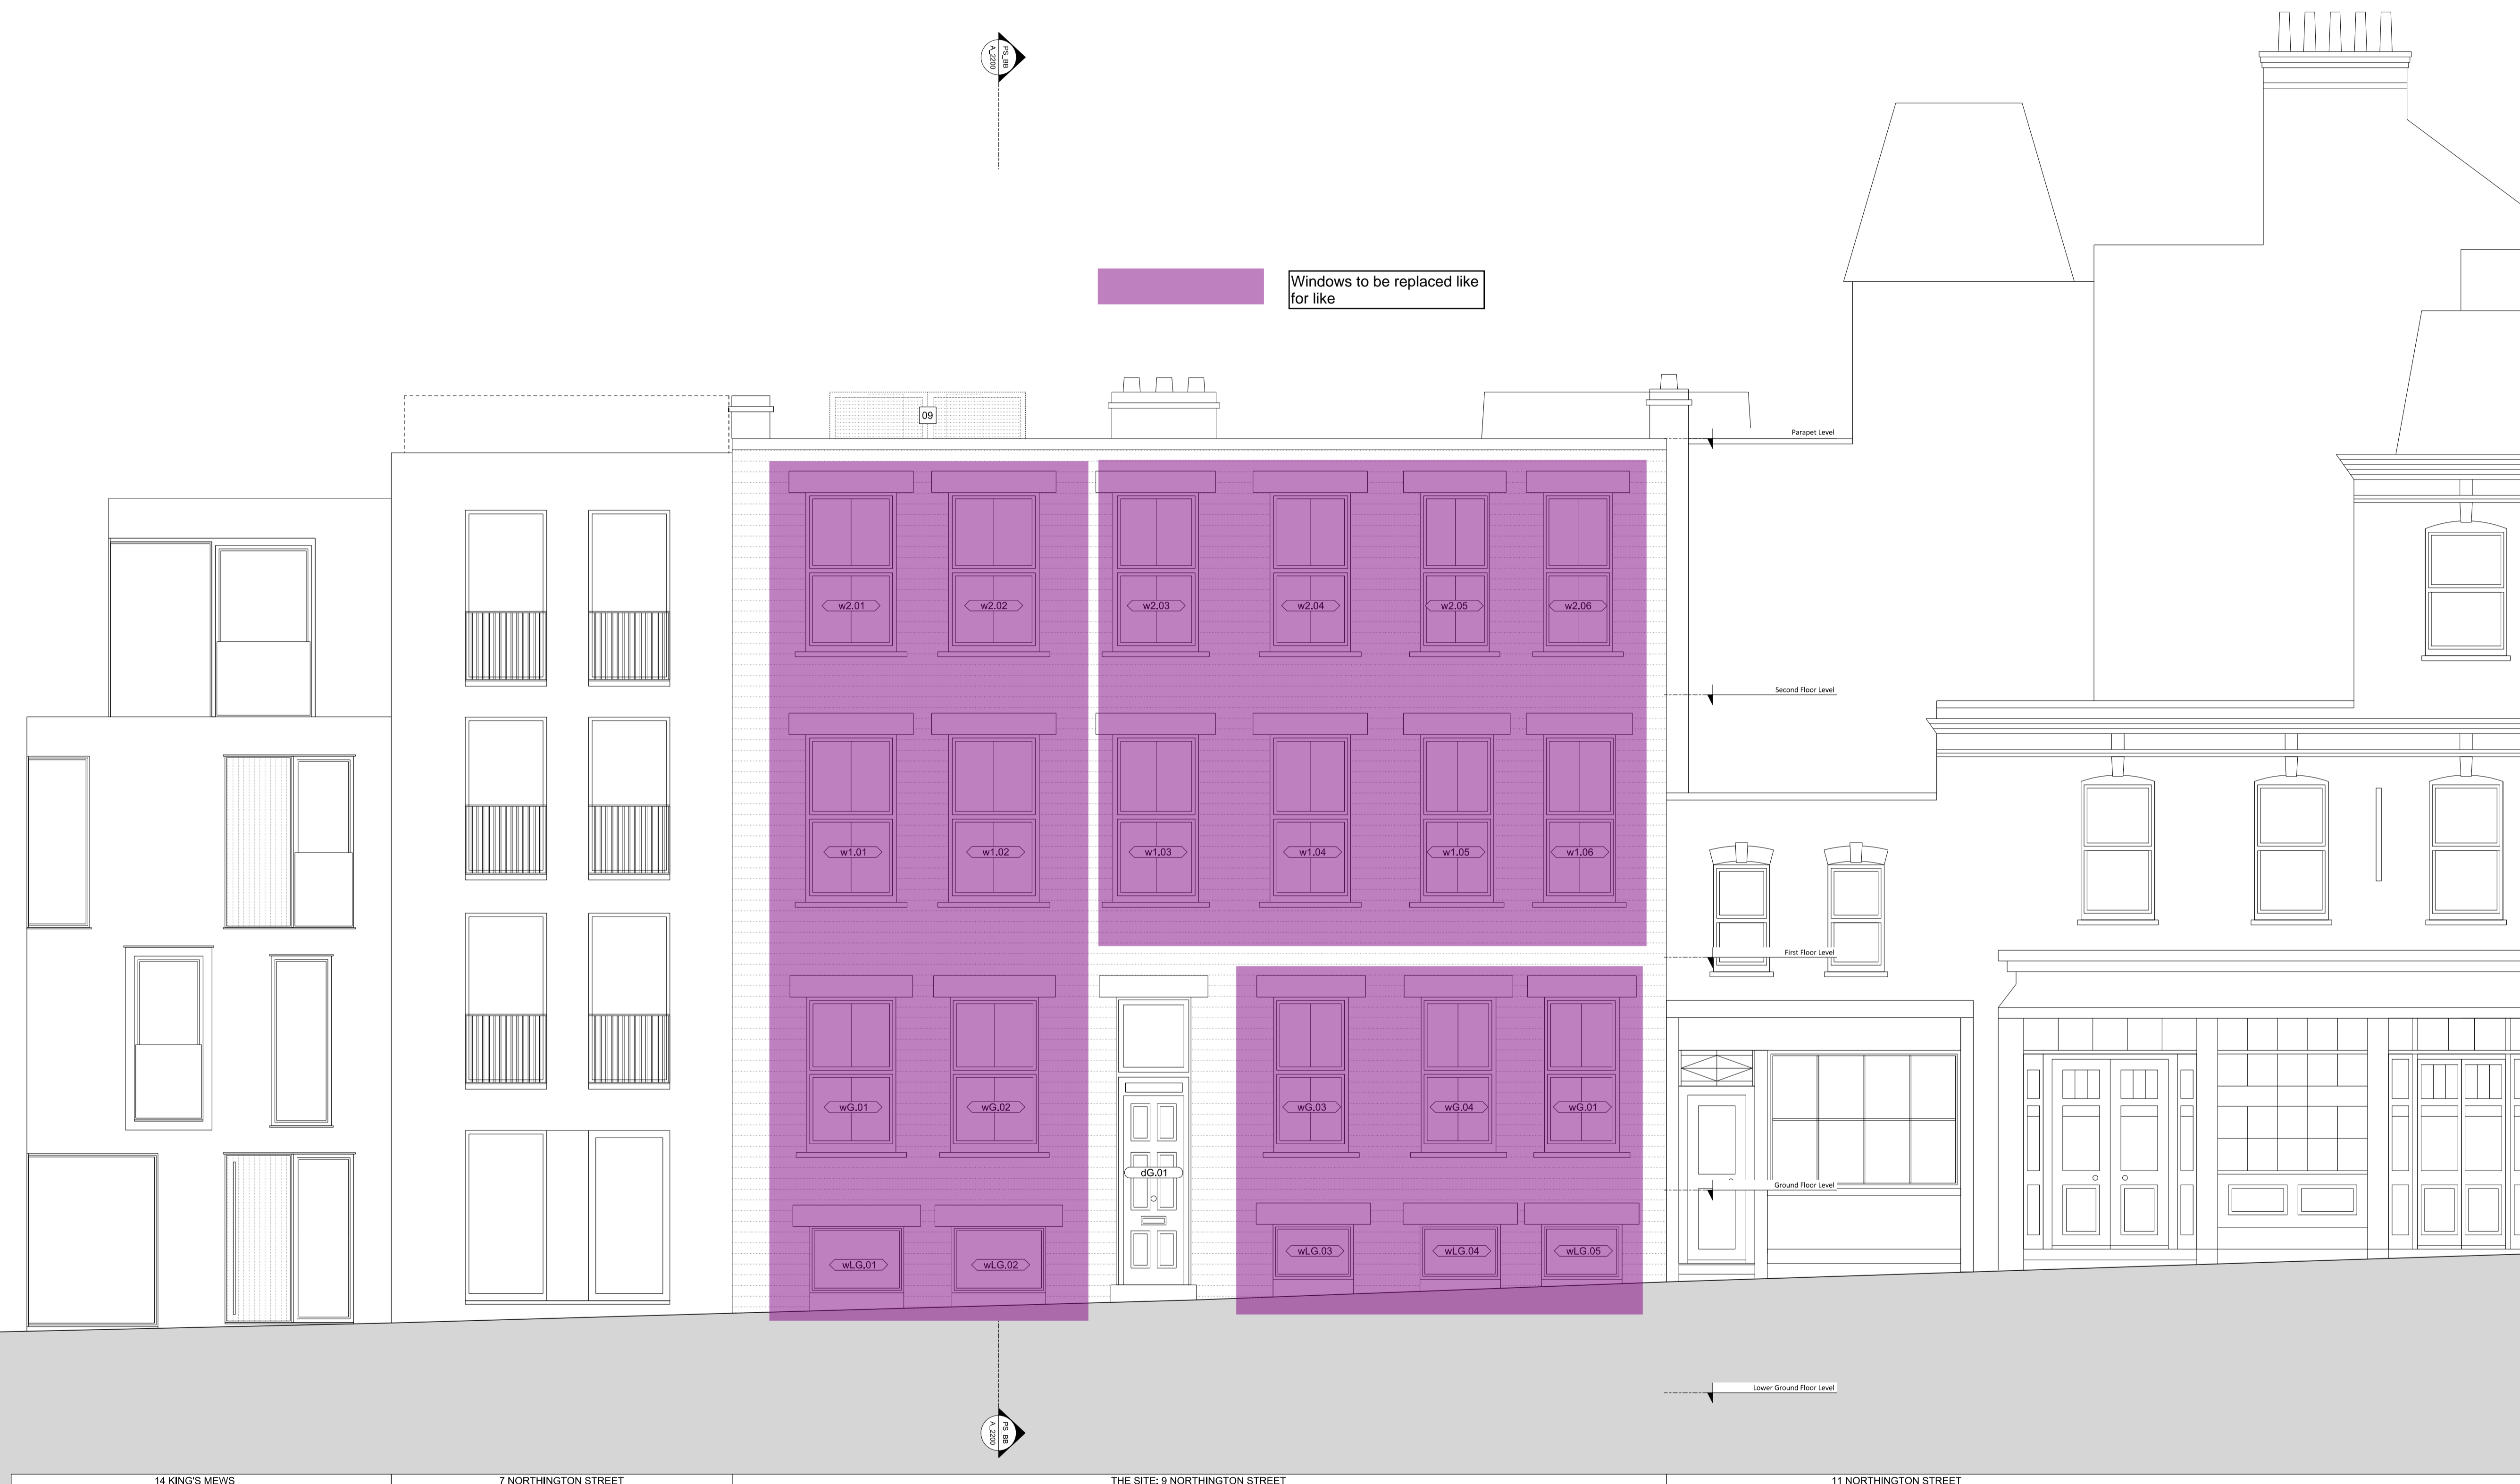 PS_BB
A_2200
Windows to be replaced like
for like
09
Parapet Level
w2.01
w2.02
w2.03
w2.04
w2.05
w2.06
Second Floor Level
w1.01
w1.02
w1.03
w1.04
w1.05
w1.06
First Floor Level
wG.01
wG.02
wG.03
wG.04
wG.01
dG.01
Ground Floor Level
wLG.01
wLG.02
wLG.03
wLG.04
wLG.05
Lower Ground Floor Level
PS_BB
A_2200
14 KING'S MEWS
7 NORTHINGTON STREET
THE SITE: 9 NORTHINGTON STREET
11 NORTHINGTON STREET